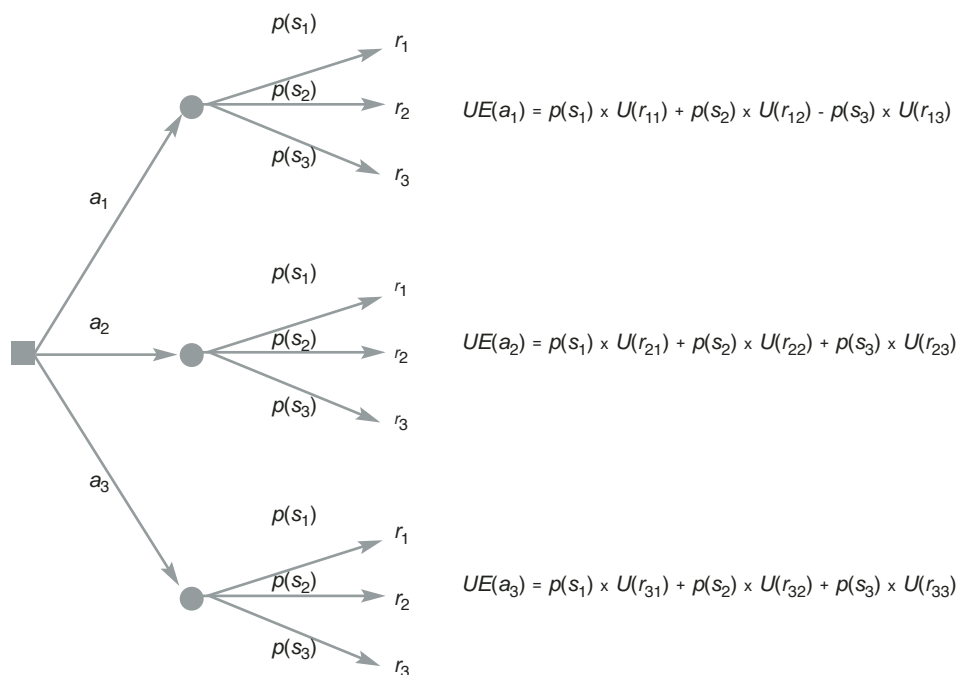 p(s₁)
r₁
p(s₂)
r₂
UE(a₁) = p(s₁) x U(r₁₁) + p(s₂) x U(r₁₂) - p(s₃) x U(r₁₃)
p(s₃)
r₃
a₁
p(s₁)
r₁
a₂
p(s₂)
r₂
UE(a₂) = p(s₁) x U(r₂₁) + p(s₂) x U(r₂₂) + p(s₃) x U(r₂₃)
p(s₃)
r₃
a₃
p(s₁)
r₁
p(s₂)
r₂
UE(a₃) = p(s₁) x U(r₃₁) + p(s₂) x U(r₃₂) + p(s₃) x U(r₃₃)
p(s₃)
r₃